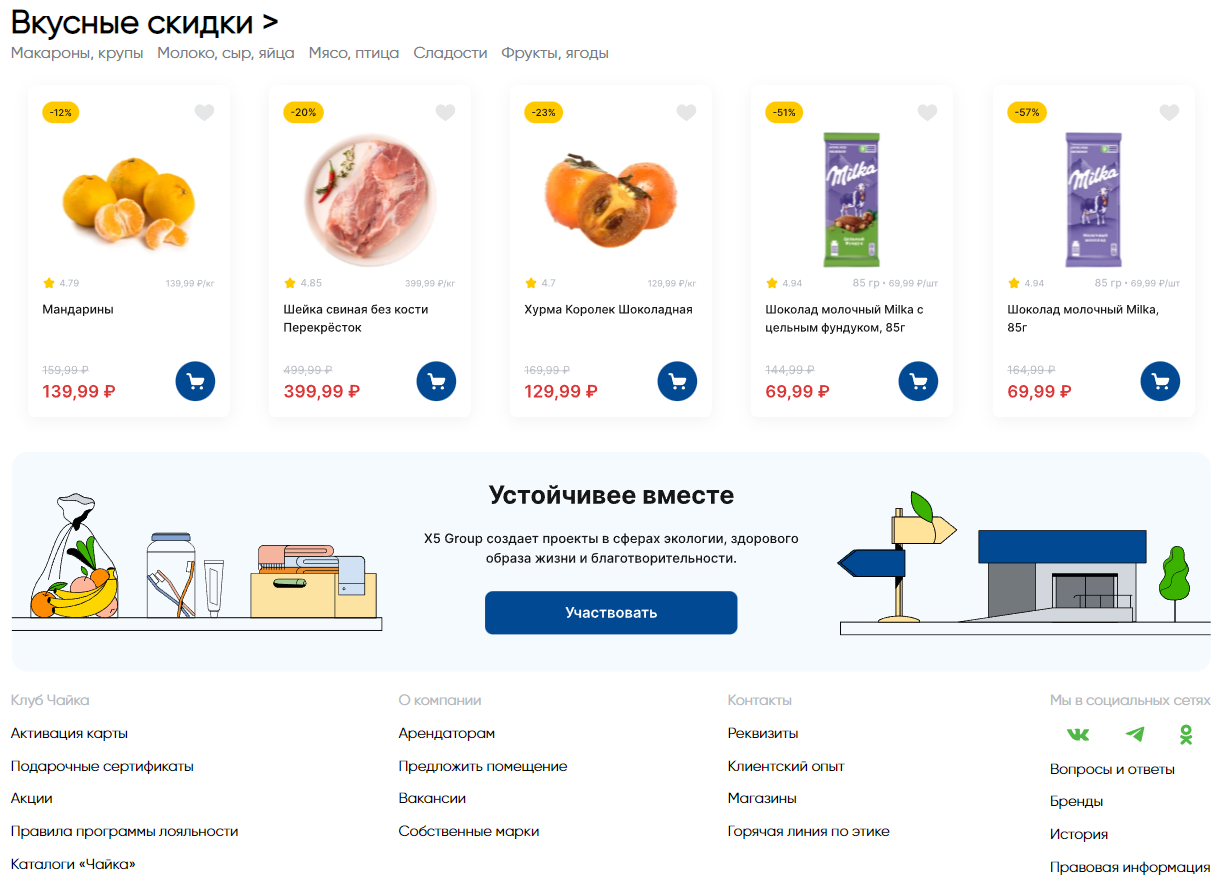 Вкусные скидки >
Макароны, крупы Молоко, сыр, яйца Мясо, птица Сладости Фрукты, ягоды
-12%
4.79 139,99 ₽/кг
Мандарины
159,99 ₽
139,99 ₽
-20%
4.85 399,99 ₽/кг
Шейка свиная без кости
Перекрёсток
499,99 ₽
399,99 ₽
-23%
4.7 129,99 ₽/кг
Хурма Королек Шоколадная
169,99 ₽
129,99 ₽
-51%
Milka
4.94 85 гр • 69,99 ₽/шт
Шоколад молочный Milka с
цельным фундуком, 85г
144,99 ₽
69,99 ₽
-57%
Milka
4.94 85 гр • 69,99 ₽/шт
Шоколад молочный Milka,
85г
164,99 ₽
69,99 ₽
Устойчивее вместе
X5 Group создает проекты в сферах экологии, здорового
образа жизни и благотворительности.
Участвовать
Клуб Чайка
Активация карты
Подарочные сертификаты
Акции
Правила программы лояльности
Каталоги «Чайка»
О компании
Арендаторам
Предложить помещение
Вакансии
Собственные марки
Контакты
Реквизиты
Клиентский опыт
Магазины
Горячая линия по этике
Мы в социальных сетях
Вопросы и ответы
Бренды
История
Правовая информация